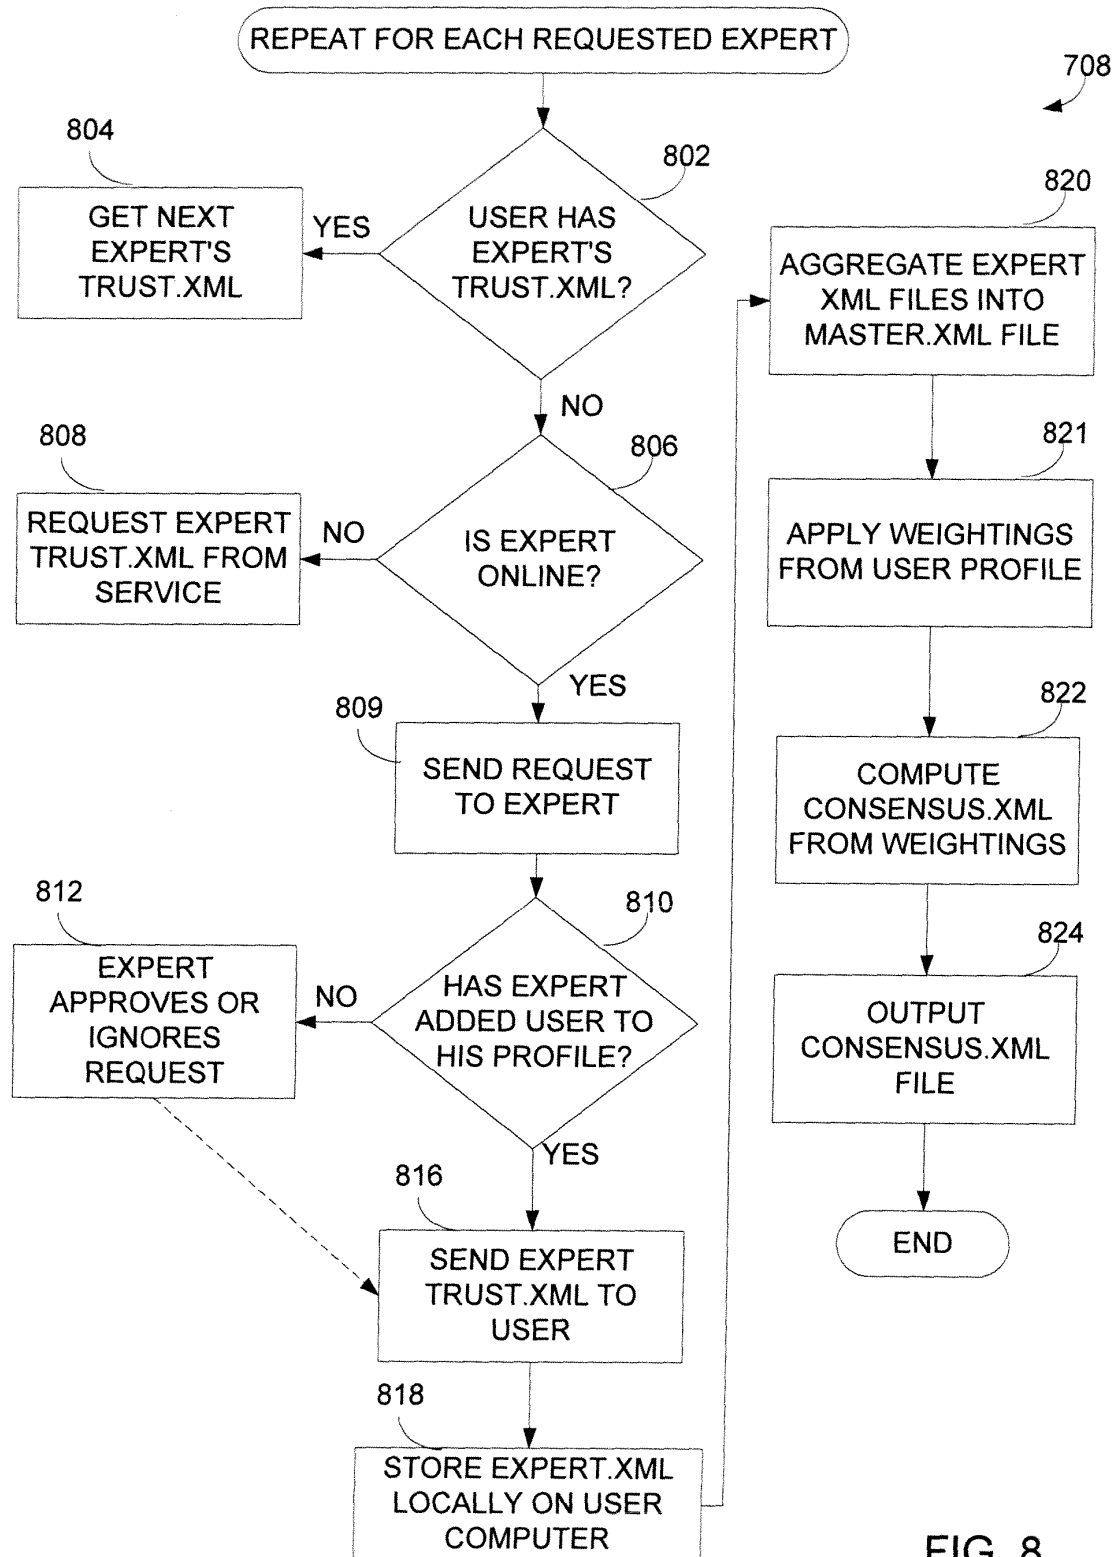 REPEAT FOR EACH REQUESTED EXPERT
708
804
802
GET NEXT
EXPERT'S
TRUST.XML
YES
USER HAS
EXPERT'S
TRUST.XML?
NO
808
806
REQUEST EXPERT
TRUST.XML FROM
SERVICE
NO
IS EXPERT
ONLINE?
YES
809
SEND REQUEST
TO EXPERT
812
810
EXPERT
APPROVES OR
IGNORES
REQUEST
NO
HAS EXPERT
ADDED USER TO
HIS PROFILE?
YES
816
SEND EXPERT
TRUST.XML TO
USER
818
STORE EXPERT.XML
LOCALLY ON USER
COMPUTER
820
AGGREGATE EXPERT
XML FILES INTO
MASTER.XML FILE
821
APPLY WEIGHTINGS
FROM USER PROFILE
822
COMPUTE
CONSENSUS.XML
FROM WEIGHTINGS
824
OUTPUT
CONSENSUS.XML
FILE
END
FIG. 8